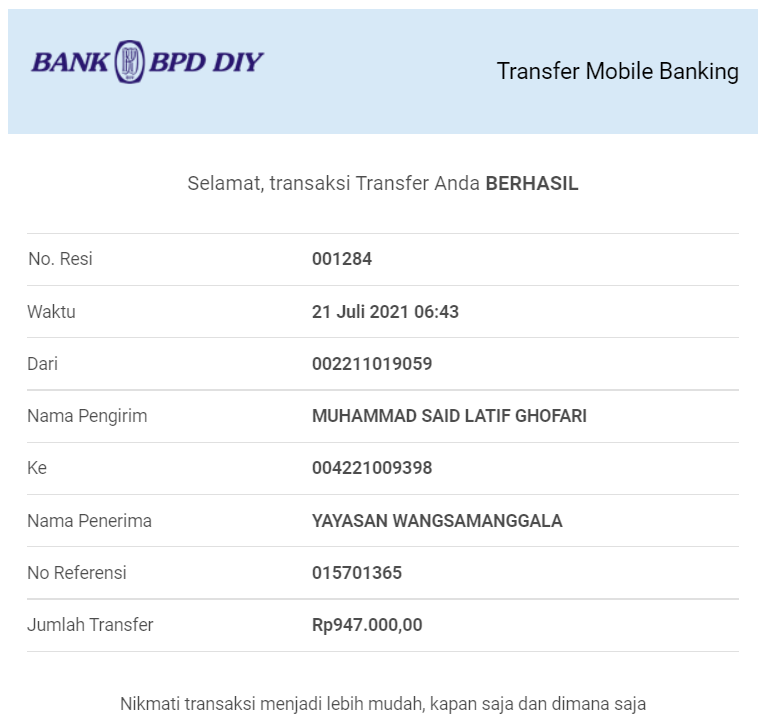 BANK BPD DIY
Transfer Mobile Banking
Selamat, transaksi Transfer Anda BERHASIL
No. Resi 001284
Waktu 21 Juli 2021 06:43
Dari 002211019059
Nama Pengirim MUHAMMAD SAID LATIF GHOFARI
Ke 004221009398
Nama Penerima YAYASAN WANGSAMANGGALA
No Referensi 015701365
Jumlah Transfer Rp947.000,00
Nikmati transaksi menjadi lebih mudah, kapan saja dan dimana saja